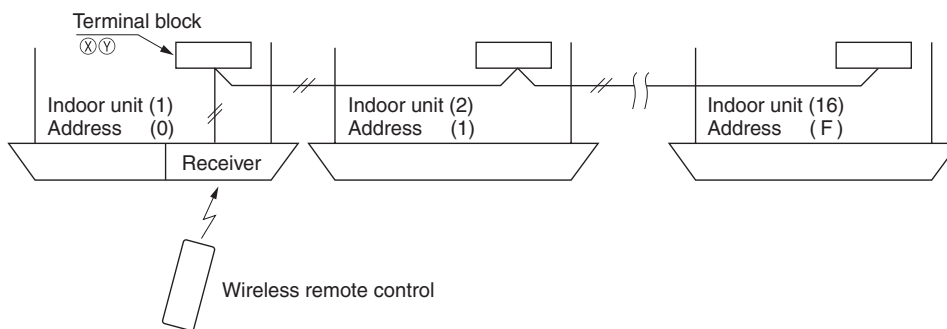 Terminal block
ⓍⓎ
Indoor unit (1)
Address (0)
Indoor unit (2)
Address (1)
Indoor unit (16)
Address (F)
Receiver
Wireless remote control